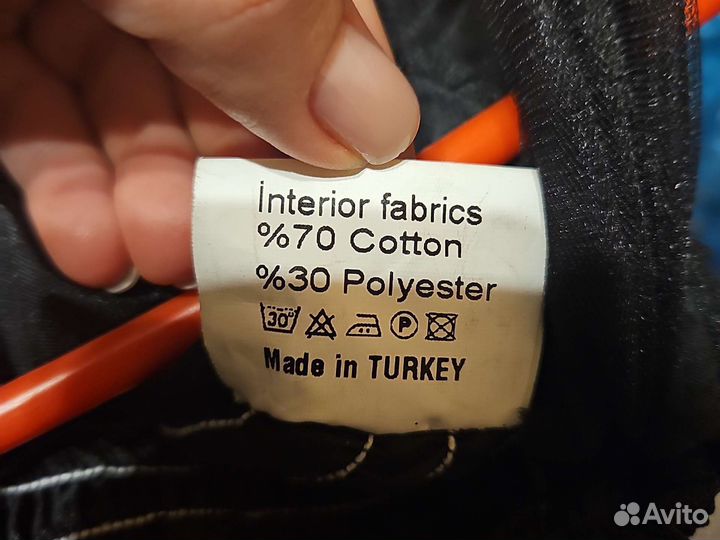 İnterior fabrics
%70 Cotton
%30 Polyester
30° P
Made in TURKEY
Avito